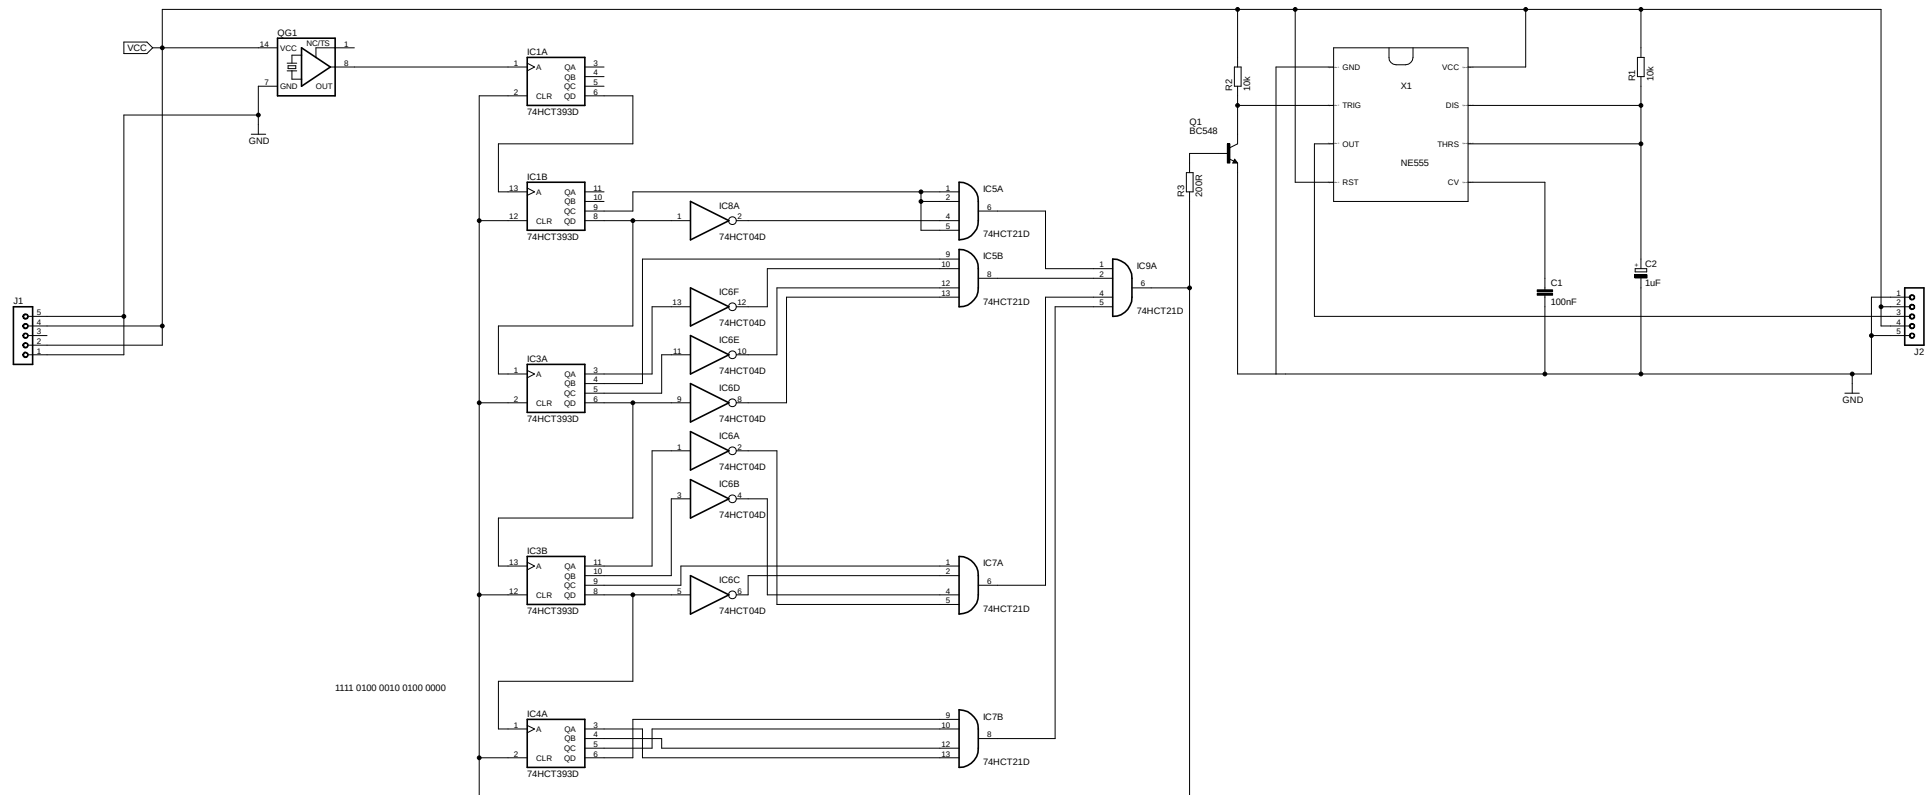 VCC
QG1
14 VCC NC/TS 1
8
7 GND OUT
GND
J1
5
4
3
2
1
IC1A
1 A QA 3
QB 4
QC 5
2 CLR QD 6
74HCT393D
IC1B
13 A QA 11
QB 10
QC 9
12 CLR QD 8
74HCT393D
IC8A
1 2
74HCT04D
IC5A
1
2
4
5
6
74HCT21D
IC5B
9
10
12
13
8
74HCT21D
IC6F
13 12
74HCT04D
IC6E
11 10
74HCT04D
IC3A
1 A QA 3
QB 4
QC 5
2 CLR QD 6
74HCT393D
IC6D
9 8
74HCT04D
IC6A
1 2
74HCT04D
IC6B
3 4
74HCT04D
IC3B
13 A QA 11
QB 10
QC 9
12 CLR QD 8
74HCT393D
IC6C
5 6
74HCT04D
IC7A
1
2
4
5
6
74HCT21D
1111 0100 0010 0100 0000
IC4A
1 A QA 3
QB 4
QC 5
2 CLR QD 6
74HCT393D
IC7B
9
10
12
13
8
74HCT21D
IC9A
1
2
4
5
6
74HCT21D
Q1
BC548
R3
200R
R2
10k
GND VCC
X1
TRIG DIS
OUT THRS
NE555
RST CV
R1
10k
C1
100nF
+
C2
1uF
GND
1
2
3
4
5
J2